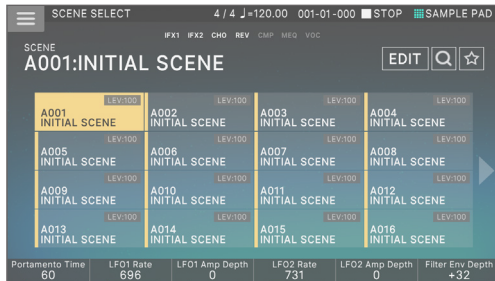 SCENE SELECT 4 / 4 ♩=120.00 001-01-000 STOP SAMPLE PAD
IFX1 IFX2 CHO REV CMP MEQ VOC
SCENE
A001:INITIAL SCENE EDIT
LEV:100 LEV:100 LEV:100 LEV:100
A001 A002 A003 A004
INITIAL SCENE INITIAL SCENE INITIAL SCENE INITIAL SCENE
LEV:100 LEV:100 LEV:100 LEV:100
A005 A006 A007 A008
INITIAL SCENE INITIAL SCENE INITIAL SCENE INITIAL SCENE
LEV:100 LEV:100 LEV:100 LEV:100
A009 A010 A011 A012
INITIAL SCENE INITIAL SCENE INITIAL SCENE INITIAL SCENE
LEV:100 LEV:100 LEV:100 LEV:100
A013 A014 A015 A016
INITIAL SCENE INITIAL SCENE INITIAL SCENE INITIAL SCENE
Portamento Time LFO1 Rate LFO1 Amp Depth LFO2 Rate LFO2 Amp Depth Filter Env Depth
60 696 0 731 0 +32